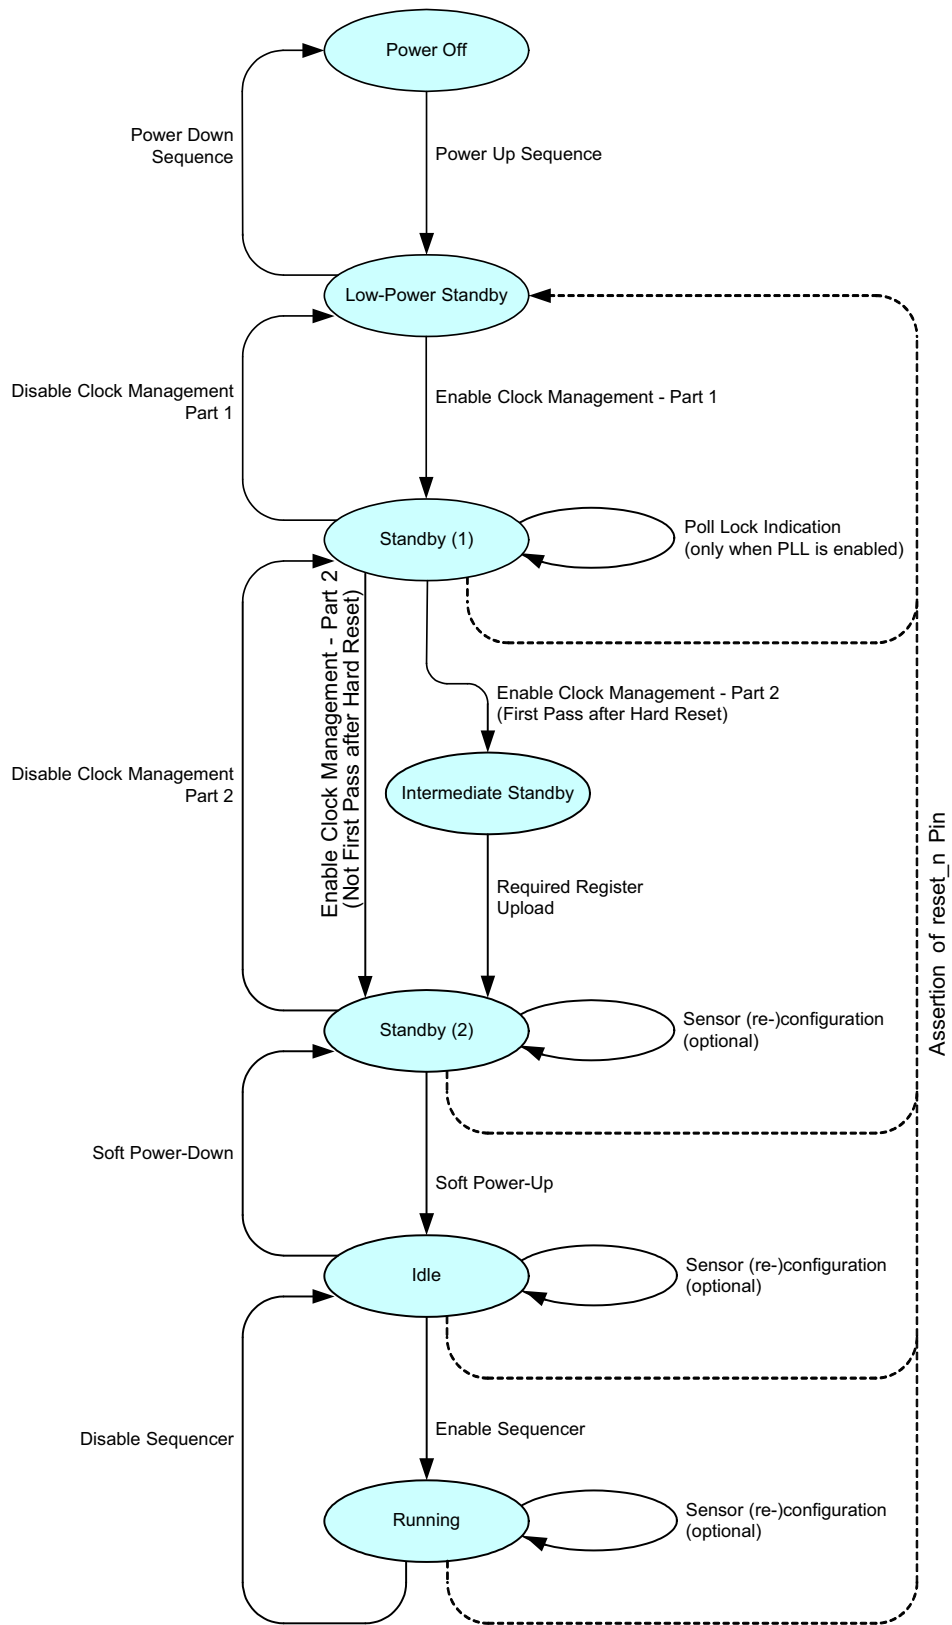 Power Off
Power Down
Sequence
Power Up Sequence
Low-Power Standby
Disable Clock Management
Part 1
Enable Clock Management - Part 1
Standby (1)
Poll Lock Indication
(only when PLL is enabled)
Enable Clock Management - Part 2
(Not First Pass after Hard Reset)
Enable Clock Management - Part 2
(First Pass after Hard Reset)
Disable Clock Management
Part 2
Intermediate Standby
Required Register
Upload
Assertion of reset_n Pin
Standby (2)
Sensor (re-)configuration
(optional)
Soft Power-Down
Soft Power-Up
Idle
Sensor (re-)configuration
(optional)
Disable Sequencer
Enable Sequencer
Running
Sensor (re-)configuration
(optional)